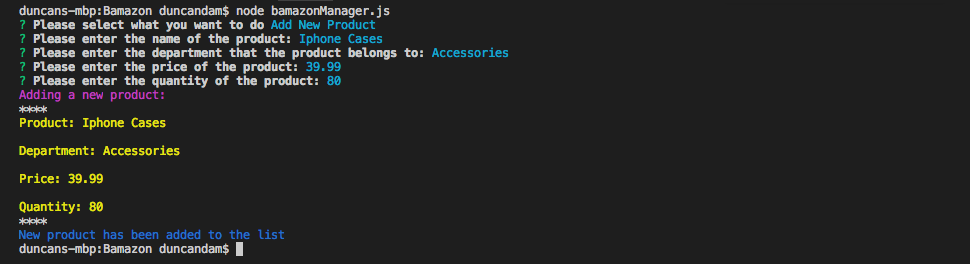 duncans-mbp:Bamazon duncandam$ node bamazonManager.js
? Please select what you want to do Add New Product
? Please enter the name of the product: Iphone Cases
? Please enter the department that the product belongs to: Accessories
? Please enter the price of the product: 39.99
? Please enter the quantity of the product: 80
Adding a new product:
****
Product: Iphone Cases
Department: Accessories
Price: 39.99
Quantity: 80
****
New product has been added to the list
duncans-mbp:Bamazon duncandam$